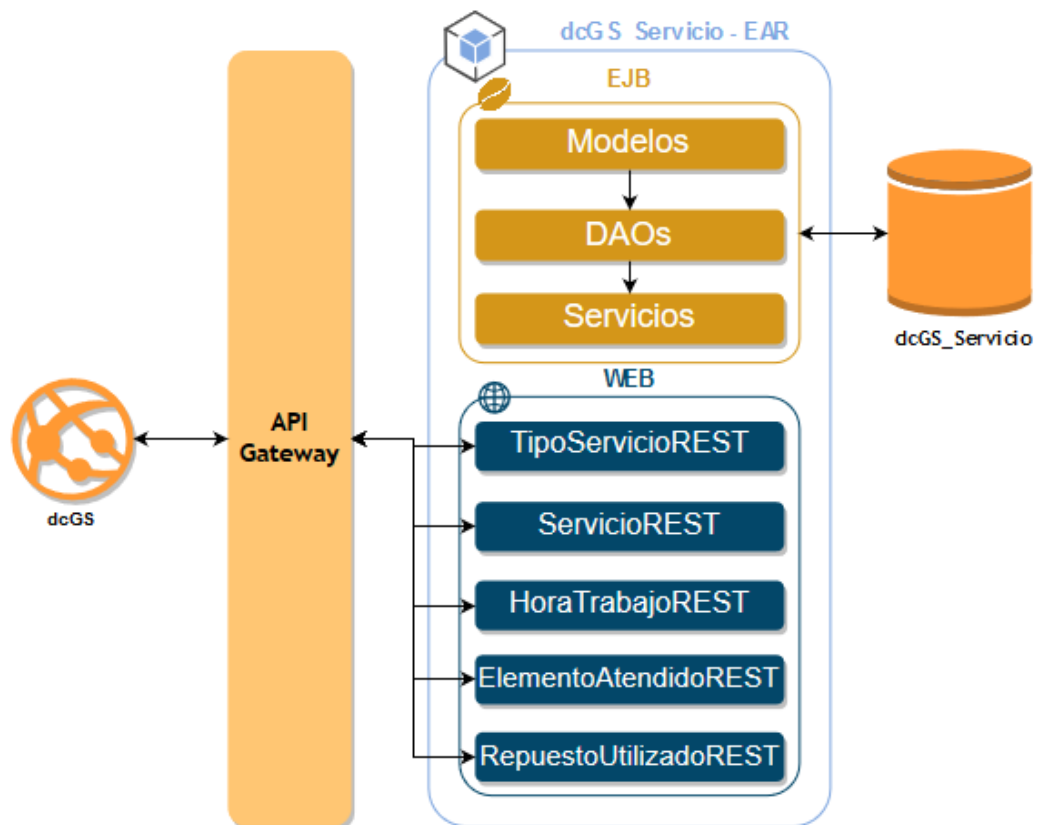 dcGS Servicio - EAR
EJB
Modelos
DAOs
Servicios
dcGS_Servicio
WEB
TipoServicioREST
ServicioREST
HoraTrabajoREST
ElementoAtendidoREST
RepuestoUtilizadoREST
API
Gateway
dcGS